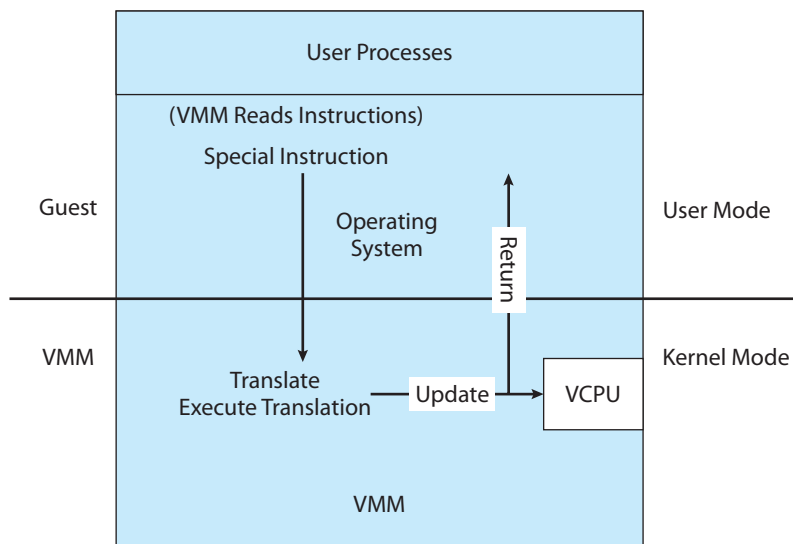 User Processes
(VMM Reads Instructions)
Special Instruction
Guest
Operating
System
User Mode
Return
VMM
Kernel Mode
Translate
Execute Translation
Update
VCPU
VMM